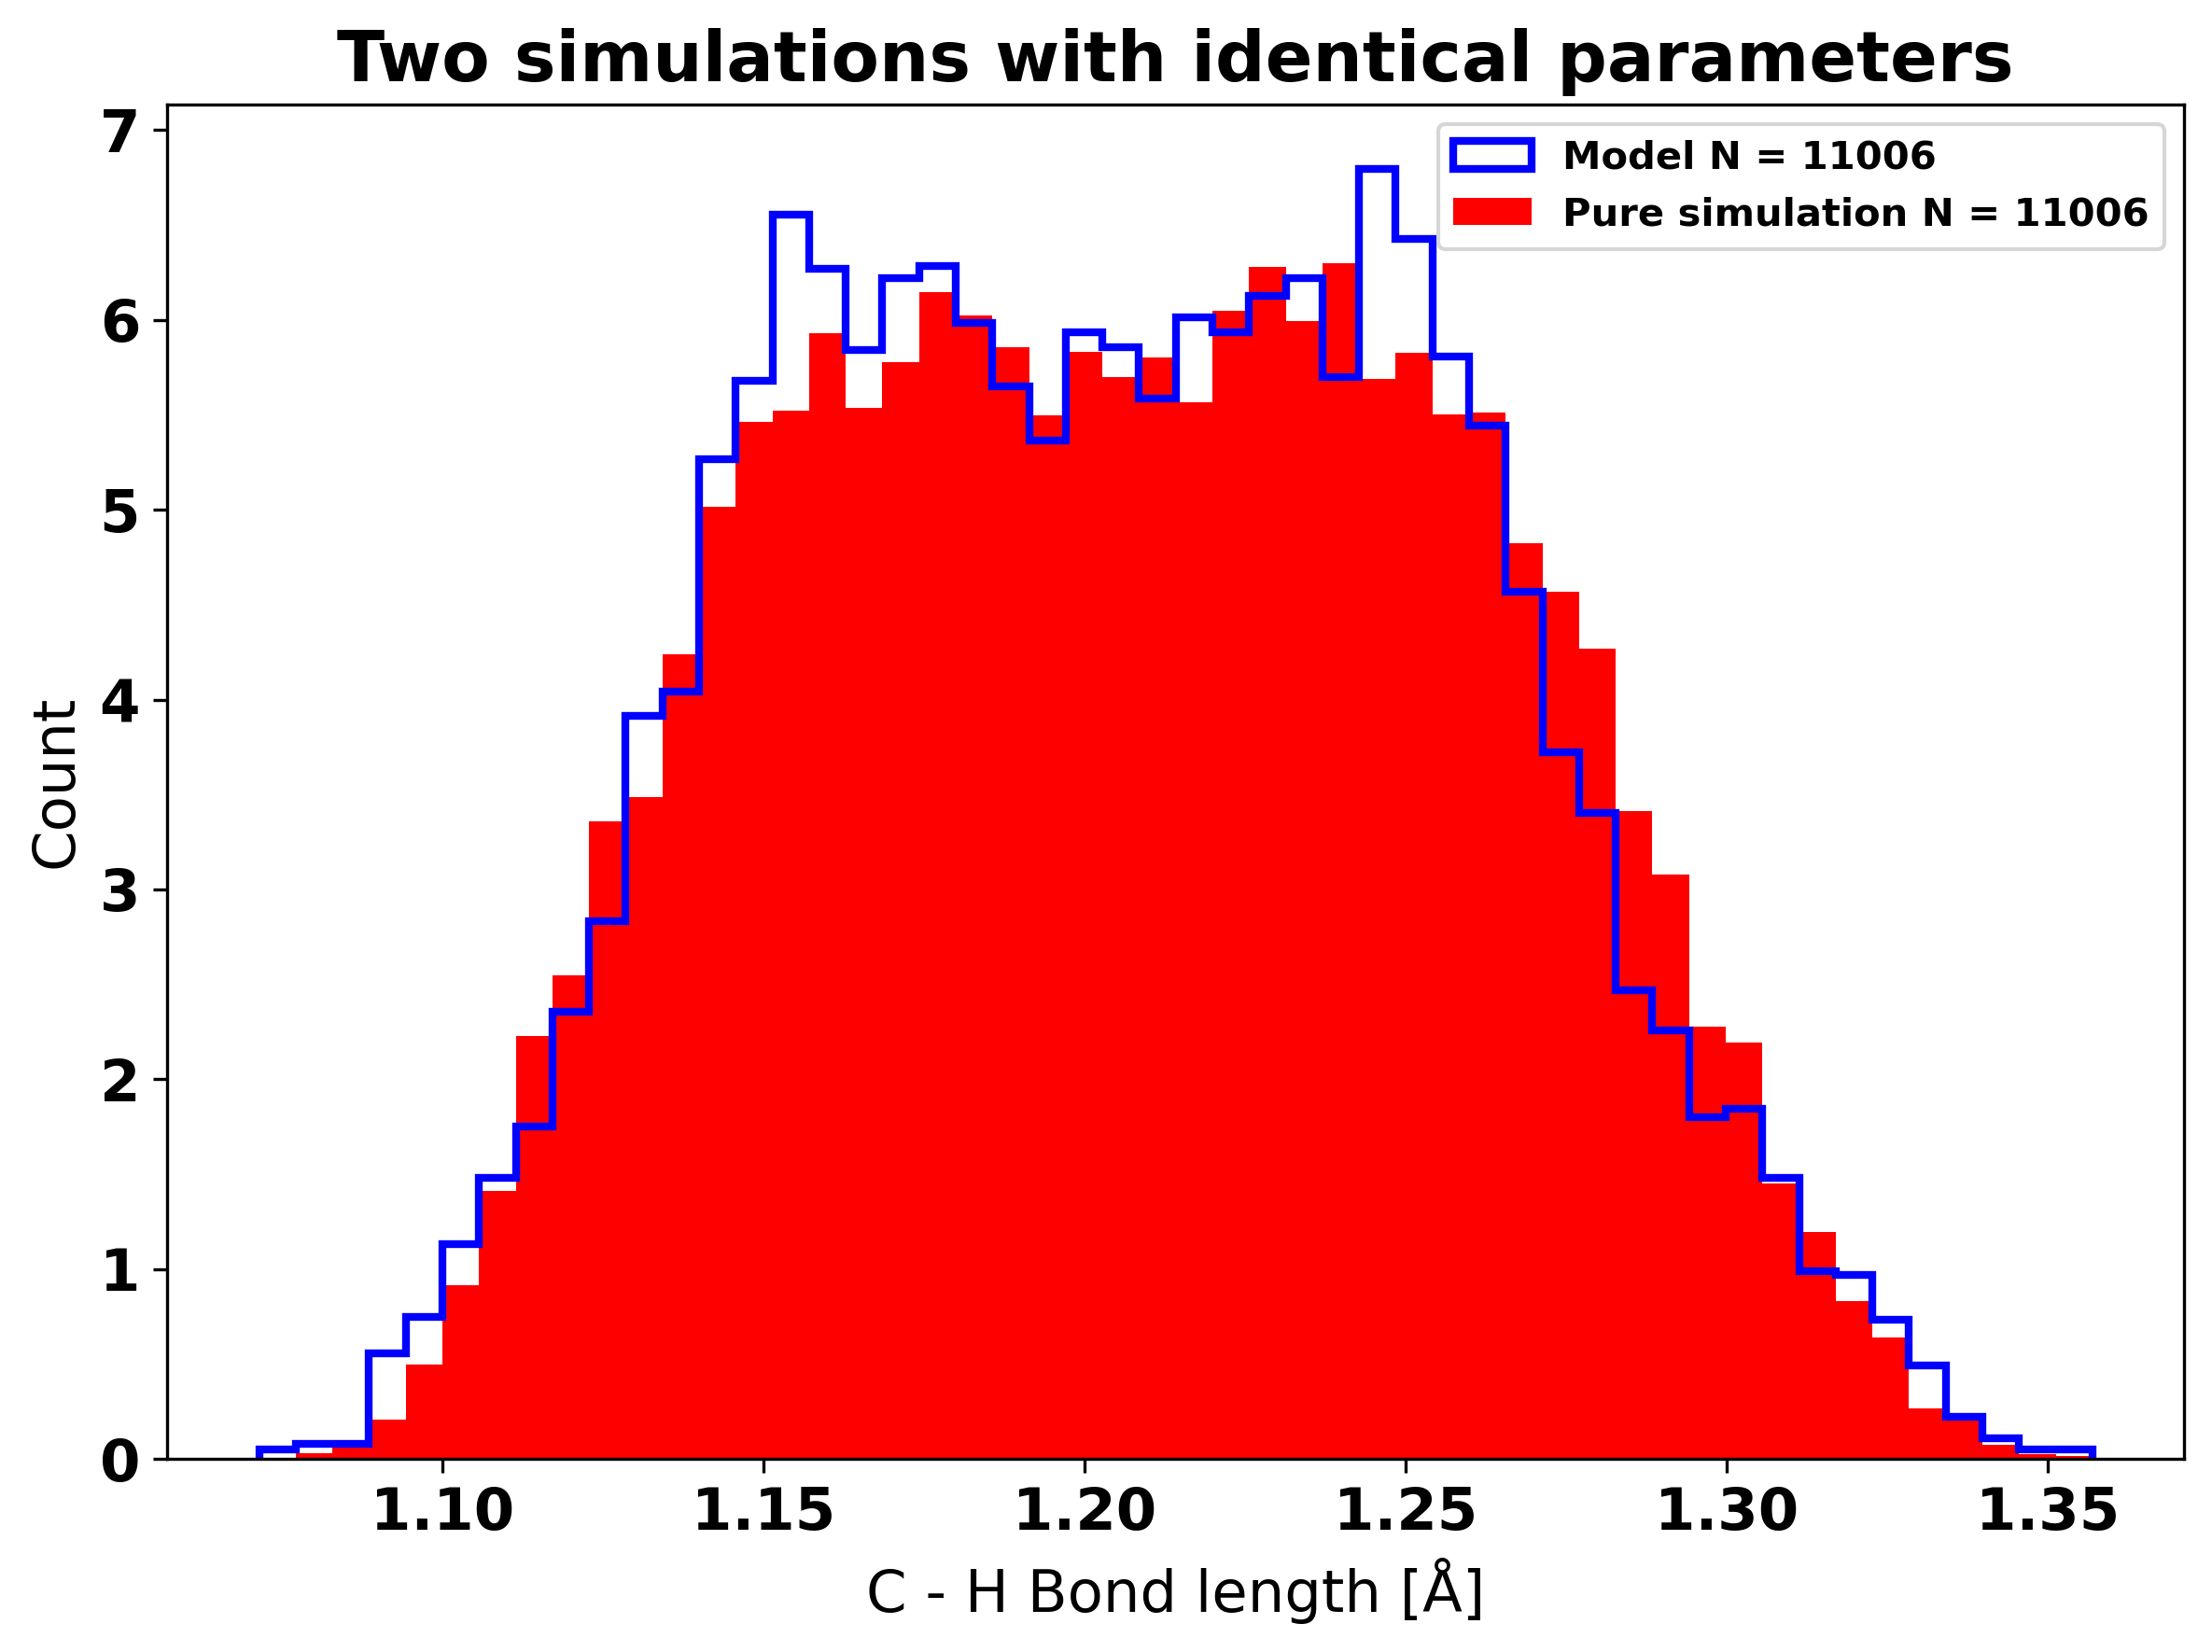 Two simulations with identical parameters
Model N = 11006
Pure simulation N = 11006
7
6
5
4
3
2
1
0
Count
1.10 1.15 1.20 1.25 1.30 1.35
C - H Bond length [Å]